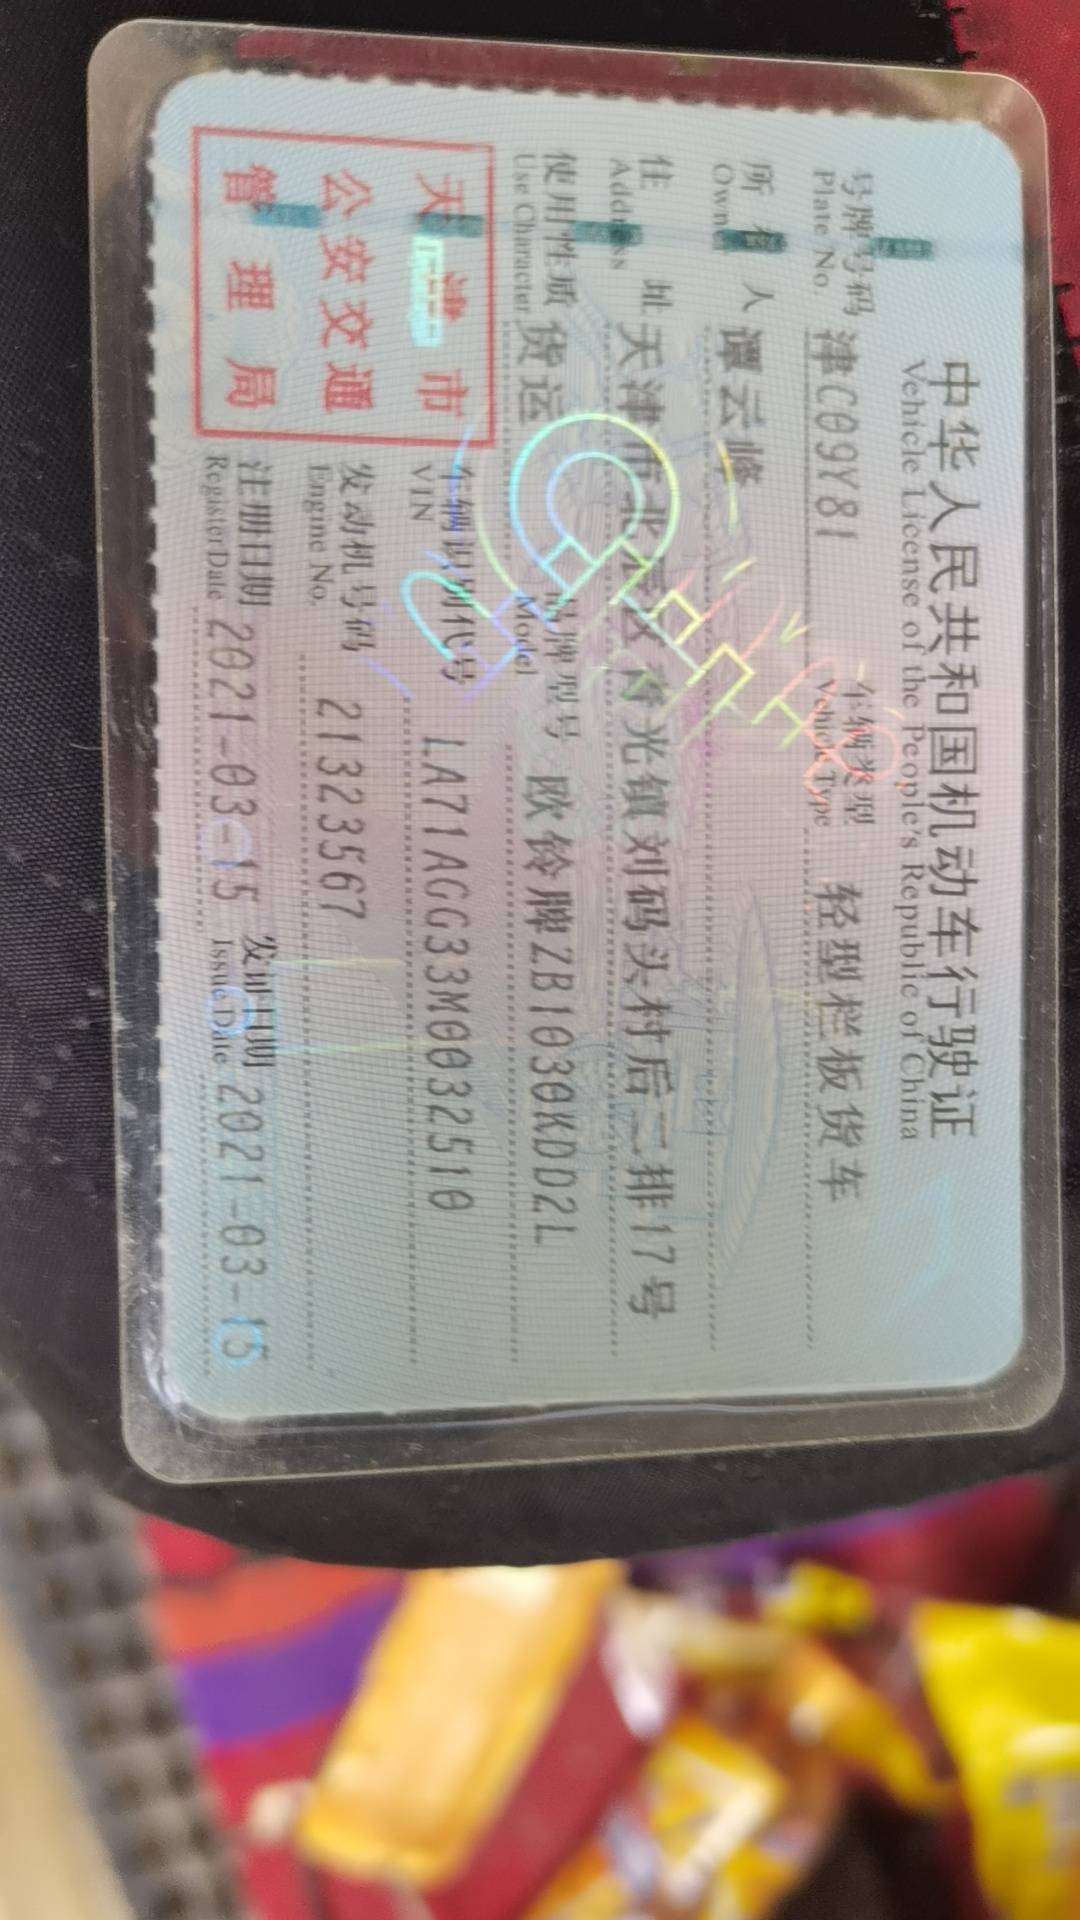 中华人民共和国机动车行驶证
Vehicle License of the People's Republic of China
号牌号码 津C09Y81 车辆类型 轻型栏板货车
Plate No. Vehicle Type
所有人 谭云修
Owner
住址 天津市北辰区青光镇刘码头村后二排17号
Address
使用性质 货运 品牌型号 欧铃牌ZB1030KDD2L
Use Character Model
天津市
公安交通
管理局
车辆识别代号 LA71AGG33M0032510
VIN
发动机号码 21323567
Engine No.
注册日期 2021-03-15 发证日期 2021-03-15
Register Date Issue Date